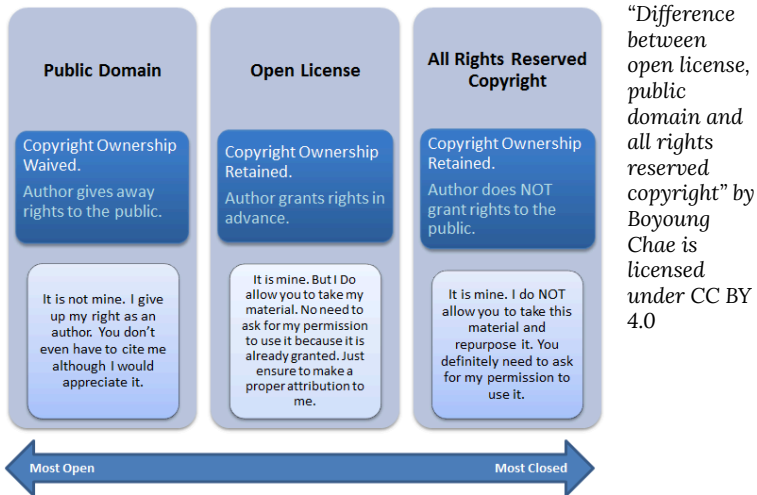 Public Domain
Copyright Ownership
Waived.
Author gives away
rights to the public.
It is not mine. I give
up my right as an
author. You don't
even have to cite me
although I would
appreciate it.
Open License
Copyright Ownership
Retained.
Author grants rights in
advance.
It is mine. But I Do
allow you to take my
material. No need to
ask for my permission
to use it because it is
already granted. Just
ensure to make a
proper attribution to
me.
All Rights Reserved
Copyright
Copyright Ownership
Retained.
Author does NOT
grant rights to the
public.
It is mine. I do NOT
allow you to take this
material and
repurpose it. You
definitely need to ask
for my permission to
use it.
Most Open
Most Closed
“Difference
between
open license,
public
domain and
all rights
reserved
copyright” by
Boyoung
Chae is
licensed
under CC BY
4.0